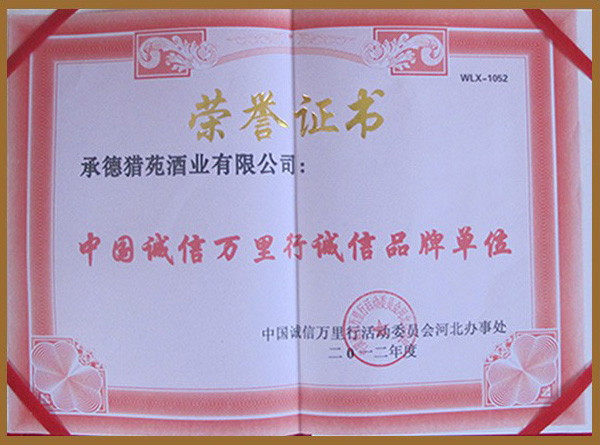 WLX-1052
荣誉证书
承德猎苑酒业有限公司：
中国诚信万里行诚信品牌单位
中国诚信万里行活动委员会河北办事处
二0一二年度